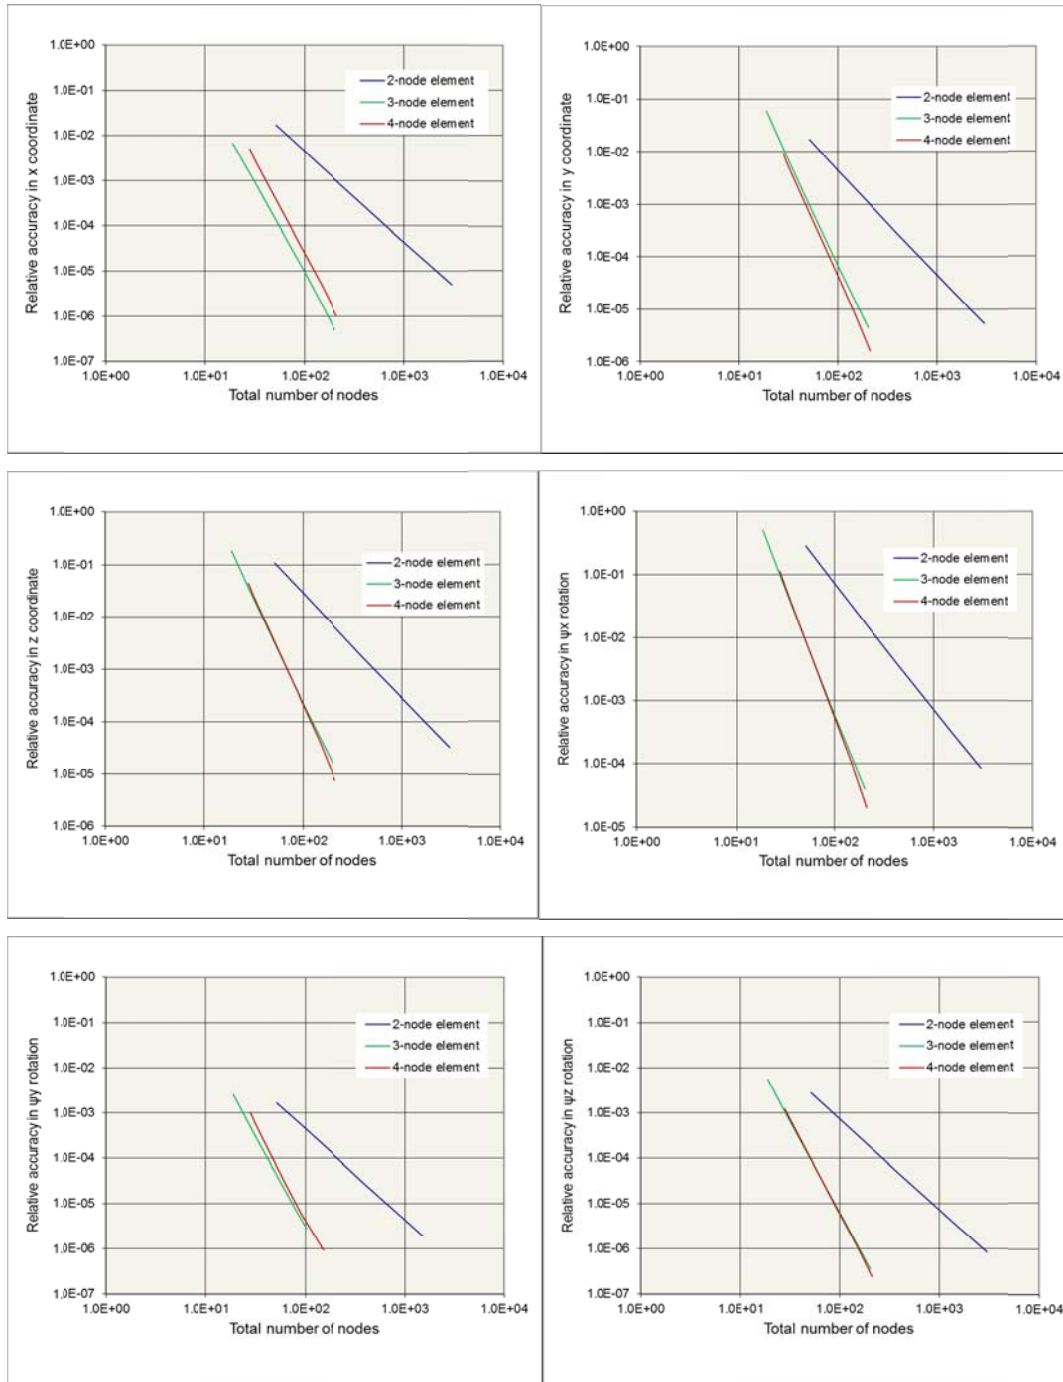 1.0E+00
1.0E-01
1.0E-02
1.0E-03
1.0E-04
1.0E-05
1.0E-06
1.0E-07
Relative accuracy in x coordinate
2-node element
3-node element
4-node element
1.0E+00 1.0E+01 1.0E+02 1.0E+03 1.0E+04
Total number of nodes
1.0E+00
1.0E-01
1.0E-02
1.0E-03
1.0E-04
1.0E-05
1.0E-06
Relative accuracy in y coordinate
2-node element
3-node element
4-node element
1.0E+00 1.0E+01 1.0E+02 1.0E+03 1.0E+04
Total number of nodes
1.0E+00
1.0E-01
1.0E-02
1.0E-03
1.0E-04
1.0E-05
1.0E-06
Relative accuracy in z coordinate
2-node element
3-node element
4-node element
1.0E+00 1.0E+01 1.0E+02 1.0E+03 1.0E+04
Total number of nodes
1.0E+00
1.0E-01
1.0E-02
1.0E-03
1.0E-04
1.0E-05
Relative accuracy in ψx rotation
2-node element
3-node element
4-node element
1.0E+00 1.0E+01 1.0E+02 1.0E+03 1.0E+04
Total number of nodes
1.0E+00
1.0E-01
1.0E-02
1.0E-03
1.0E-04
1.0E-05
1.0E-06
1.0E-07
Relative accuracy in ψy rotation
2-node element
3-node element
4-node element
1.0E+00 1.0E+01 1.0E+02 1.0E+03 1.0E+04
Total number of nodes
1.0E+00
1.0E-01
1.0E-02
1.0E-03
1.0E-04
1.0E-05
1.0E-06
1.0E-07
Relative accuracy in ψz rotation
2-node element
3-node element
4-node element
1.0E+00 1.0E+01 1.0E+02 1.0E+03 1.0E+04
Total number of nodes